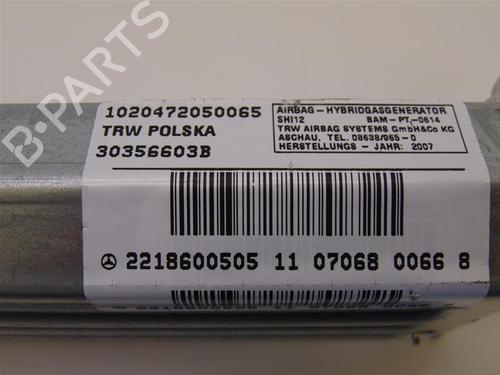 1020472050065
TRW POLSKA
30356603B
AIRBAG - HYBRIDGASGENERATOR
SHI12 BAM - PT.-0614
TRW AIRBAG SYSTEMS GmbH&Co KG
ASCHAU, TEL. 08638/965-0
HERSTELLUNGS - JAHR: 2007
2218600505 11 07068 0066 8
B-PARTS